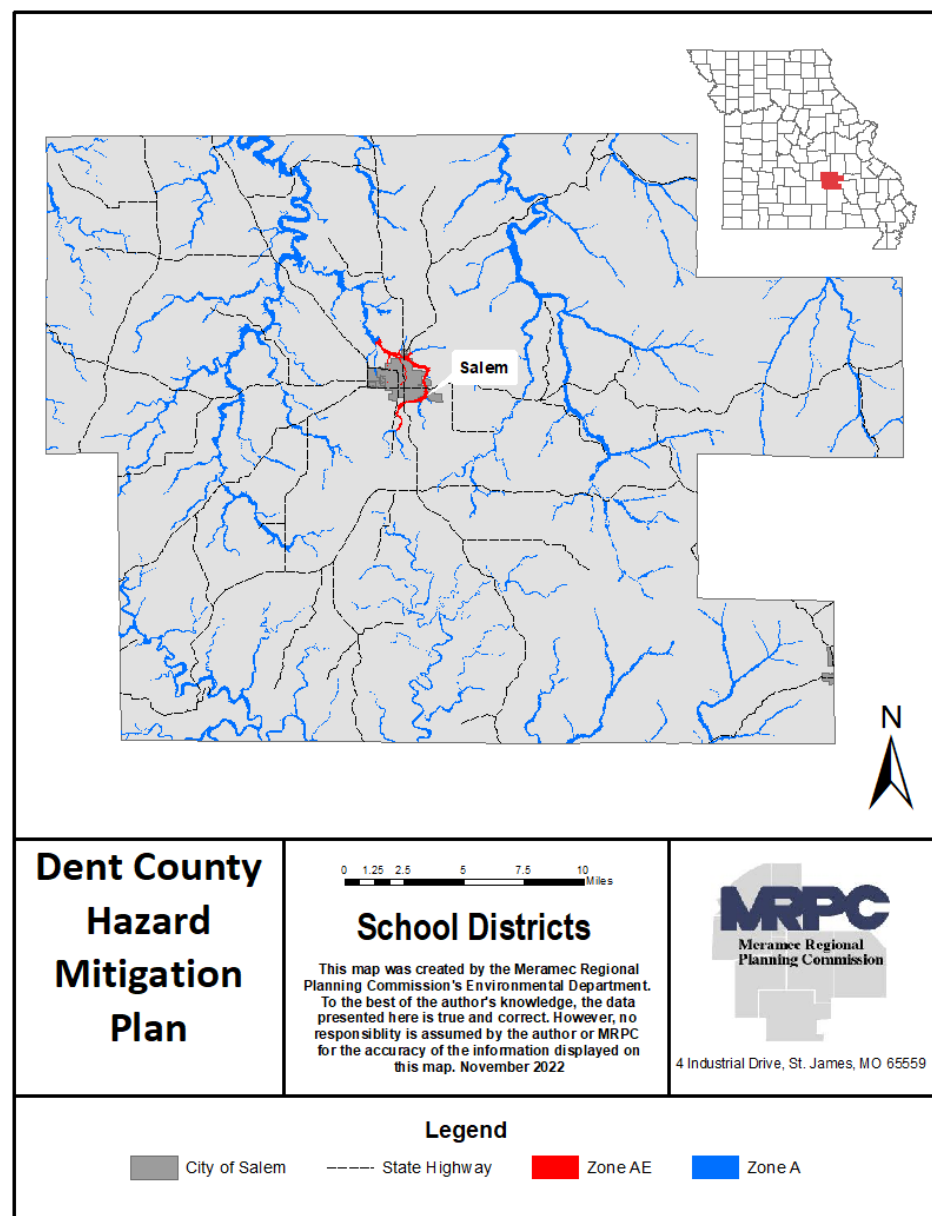 Salem
N
Dent County
Hazard
Mitigation
Plan
0 1.25 2.5 5 7.5 10
Miles
School Districts
This map was created by the Meramec Regional
Planning Commission's Environmental Department.
To the best of the author's knowledge, the data
presented here is true and correct. However, no
responsiblity is assumed by the author or MRPC
for the accuracy of the information displayed on
this map. November 2022
MRPC
Meramec Regional
Planning Commission
4 Industrial Drive, St. James, MO 65559
Legend
City of Salem
State Highway
Zone AE
Zone A